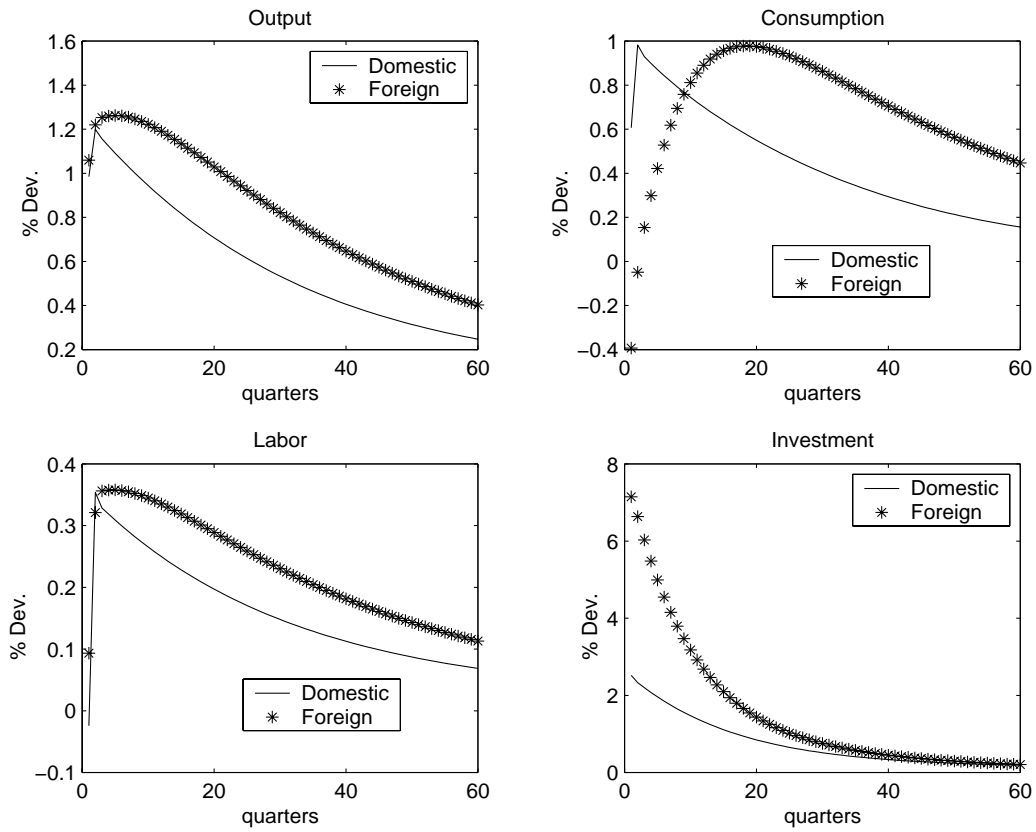 Output
1.6
1.4
1.2
1
0.8
0.6
0.4
0.2
% Dev.
Domestic
Foreign
0 20 40 60
quarters
Consumption
1
0.8
0.6
0.4
0.2
0
−0.2
−0.4
% Dev.
Domestic
Foreign
0 20 40 60
quarters
Labor
0.4
0.3
0.2
0.1
0
−0.1
% Dev.
Domestic
Foreign
0 20 40 60
quarters
Investment
8
6
4
2
0
% Dev.
Domestic
Foreign
0 20 40 60
quarters